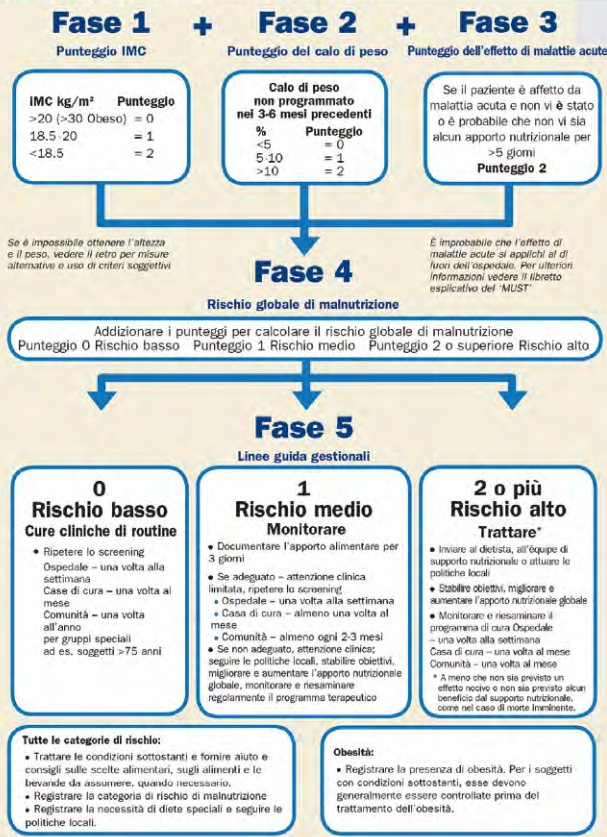 Fase 1 + Fase 2 + Fase 3
Punteggio IMC
Punteggio del calo di peso
Punteggio dell'effetto di malattie acute
IMC kg/m² Punteggio
>20 (>30 Obeso) = 0
18.5-20 = 1
<18.5 = 2
Calo di peso
non programmato
nei 3-6 mesi precedenti
% Punteggio
<5 = 0
5-10 = 1
>10 = 2
Se il paziente è affetto da
malattia acuta e non vi è stato
o è probabile che non vi sia
alcun apporto nutrizionale per
>5 giorni
Punteggio 2
Se è impossibile ottenere l'altezza
e il peso, vedere il retro per misure
alternative o uso di criteri soggettivi
È improbabile che l'effetto di
malattie acute si applichi al di
fuori dell'ospedale. Per ulteriori
informazioni vedere il libretto
esplicativo del 'MUST'
Fase 4
Rischio globale di malnutrizione
Addizionare i punteggi per calcolare il rischio globale di malnutrizione
Punteggio 0 Rischio basso Punteggio 1 Rischio medio Punteggio 2 o superiore Rischio alto
Fase 5
Linee guida gestionali
0
Rischio basso
Cure cliniche di routine
• Ripetere lo screening
Ospedale – una volta alla
settimana
Case di cura – una volta al
mese
Comunità – una volta
all'anno
per gruppi speciali
ad es. soggetti >75 anni
1
Rischio medio
Monitorare
• Documentare l'apporto alimentare per
3 giorni
• Se adeguato – attenzione clinica
limitata, ripetere lo screening
• Ospedale – una volta alla settimana
• Casa di cura – almeno una volta al
mese
• Comunità – almeno ogni 2-3 mesi
• Se non adeguato, attenzione clinica;
seguire le politiche locali, stabilire obiettivi,
migliorare e aumentare l'apporto nutrizionale
globale, monitorare e riesaminare
regolarmente il programma terapeutico
2 o più
Rischio alto
Trattare*
• Inviare al dietista, all'équipe di
supporto nutrizionale o attuare le
politiche locali
• Stabilire obiettivi, migliorare e
aumentare l'apporto nutrizionale globale
• Monitorare e riesaminare il
programma di cura Ospedale
– una volta alla settimana
Casa di cura – una volta al mese
Comunità – una volta al mese
* A meno che non sia previsto un
effetto nocivo o non sia previsto alcun
beneficio dal supporto nutrizionale,
come nel caso di morte imminente.
Tutte le categorie di rischio:
• Trattare le condizioni sottostanti e fornire aiuto e
consigli sulle scelte alimentari, sugli alimenti e le
bevande da assumere, quando necessario.
• Registrare la categoria di rischio di malnutrizione
• Registrare la necessità di diete speciali e seguire le
politiche locali.
Obesità:
• Registrare la presenza di obesità. Per i soggetti
con condizioni sottostanti, esse devono
generalmente essere controllate prima del
trattamento dell'obesità.